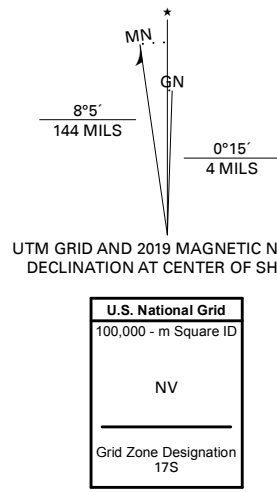 ★
MN
GN
8°5´
144 MILS
0°15´
4 MILS
UTM GRID AND 2019 MAGNETIC N
DECLINATION AT CENTER OF SH
U.S. National Grid
100,000 - m Square ID
NV
Grid Zone Designation
17S